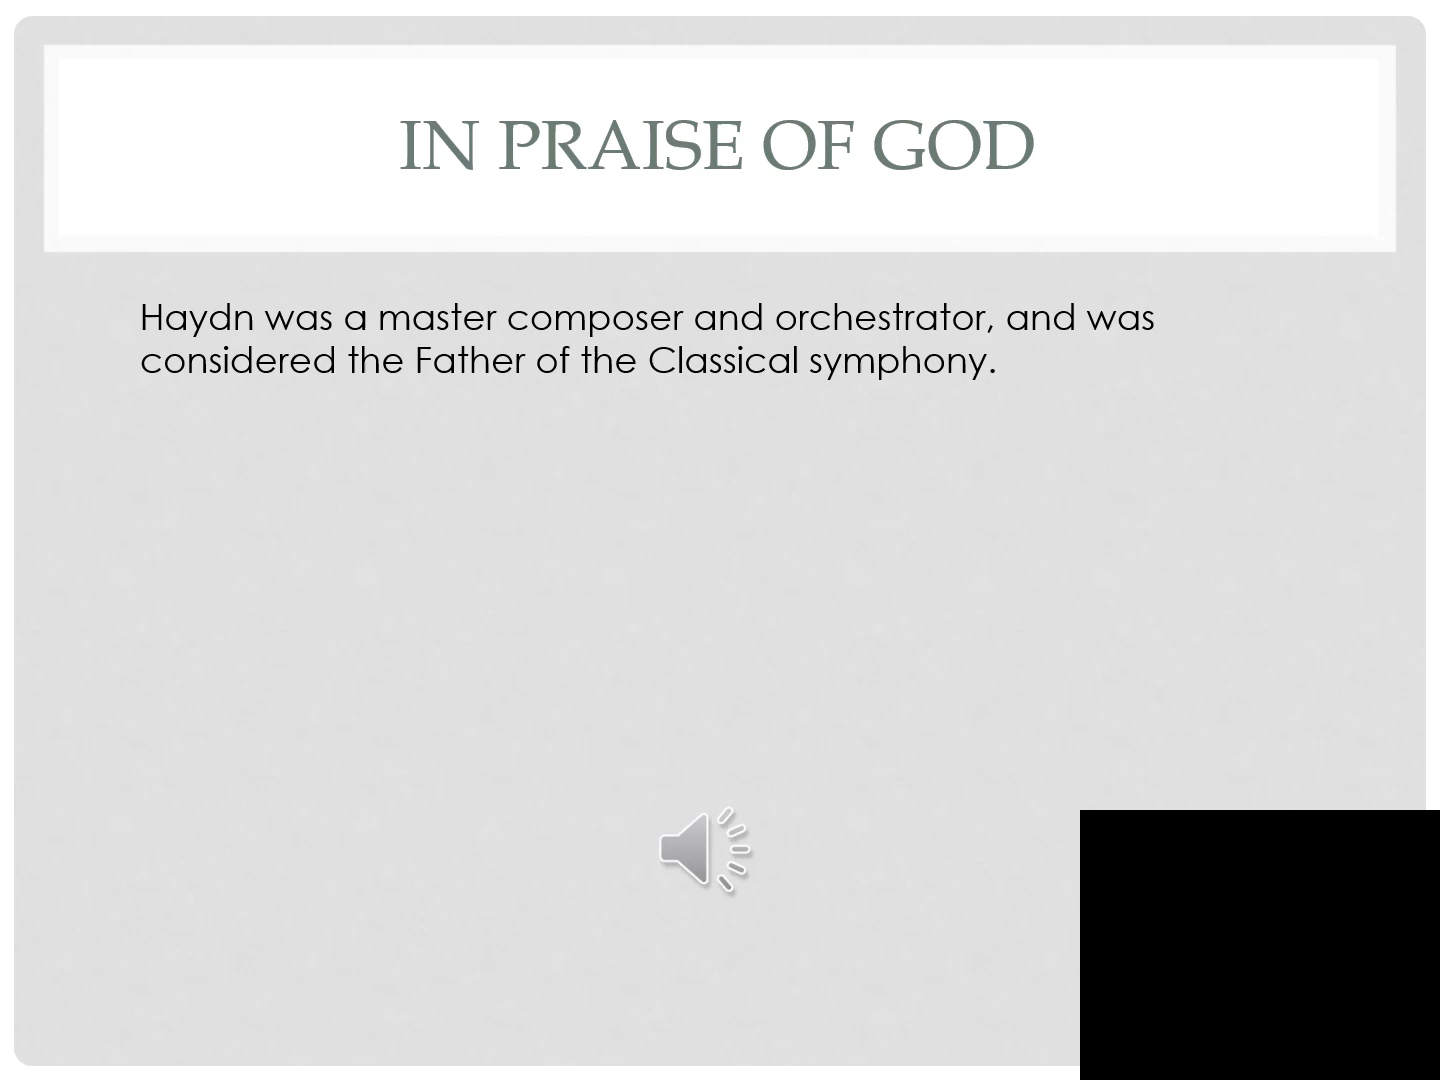 IN PRAISE OF GOD
Haydn was a master composer and orchestrator, and was
considered the Father of the Classical symphony.